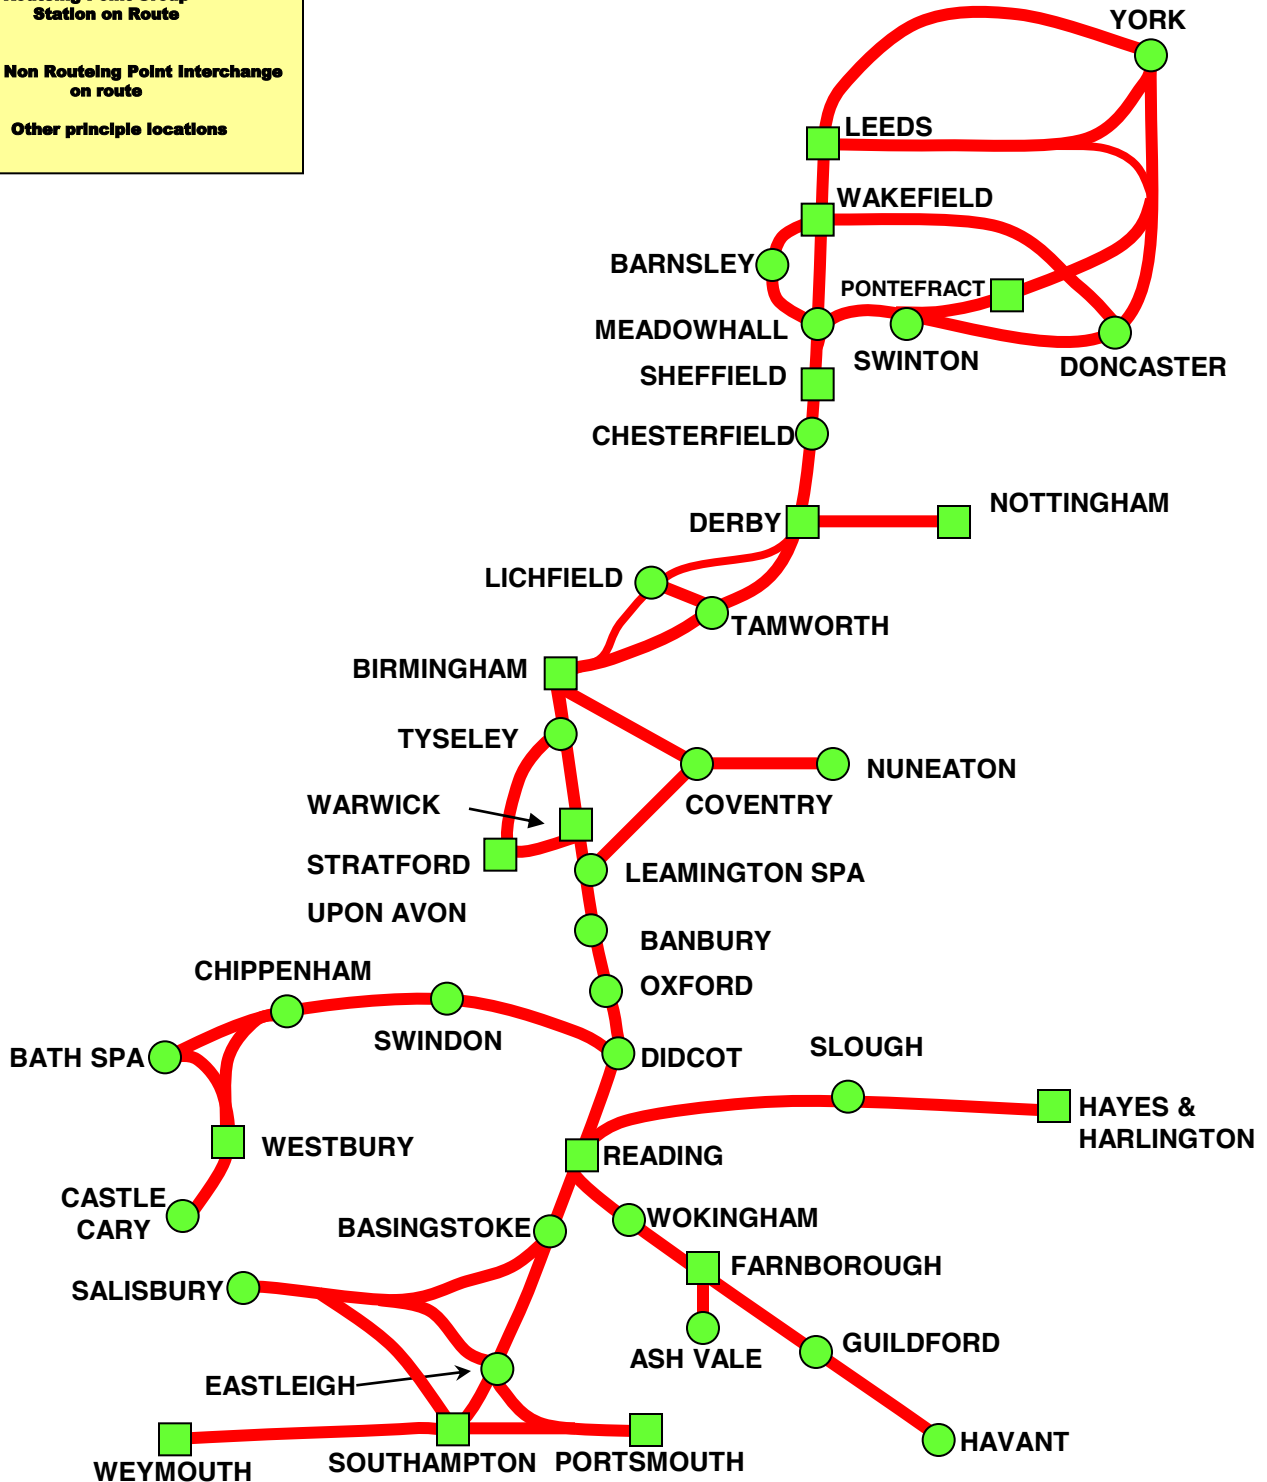 Station on Route
Non Routeing Point Interchange
on route
Other principle locations
YORK
LEEDS
WAKEFIELD
BARNSLEY
PONTEFRACT
MEADOWHALL
SWINTON
DONCASTER
SHEFFIELD
CHESTERFIELD
NOTTINGHAM
DERBY
LICHFIELD
TAMWORTH
BIRMINGHAM
TYSELEY
NUNEATON
WARWICK
COVENTRY
STRATFORD
UPON AVON
LEAMINGTON SPA
BANBURY
CHIPPENHAM
OXFORD
SWINDON
BATH SPA
DIDCOT
SLOUGH
HAYES &
HARLINGTON
WESTBURY
READING
CASTLE
CARY
BASINGSTOKE
WOKINGHAM
FARNBOROUGH
SALISBURY
GUILDFORD
ASH VALE
EASTLEIGH
HAVANT
WEYMOUTH
SOUTHAMPTON
PORTSMOUTH